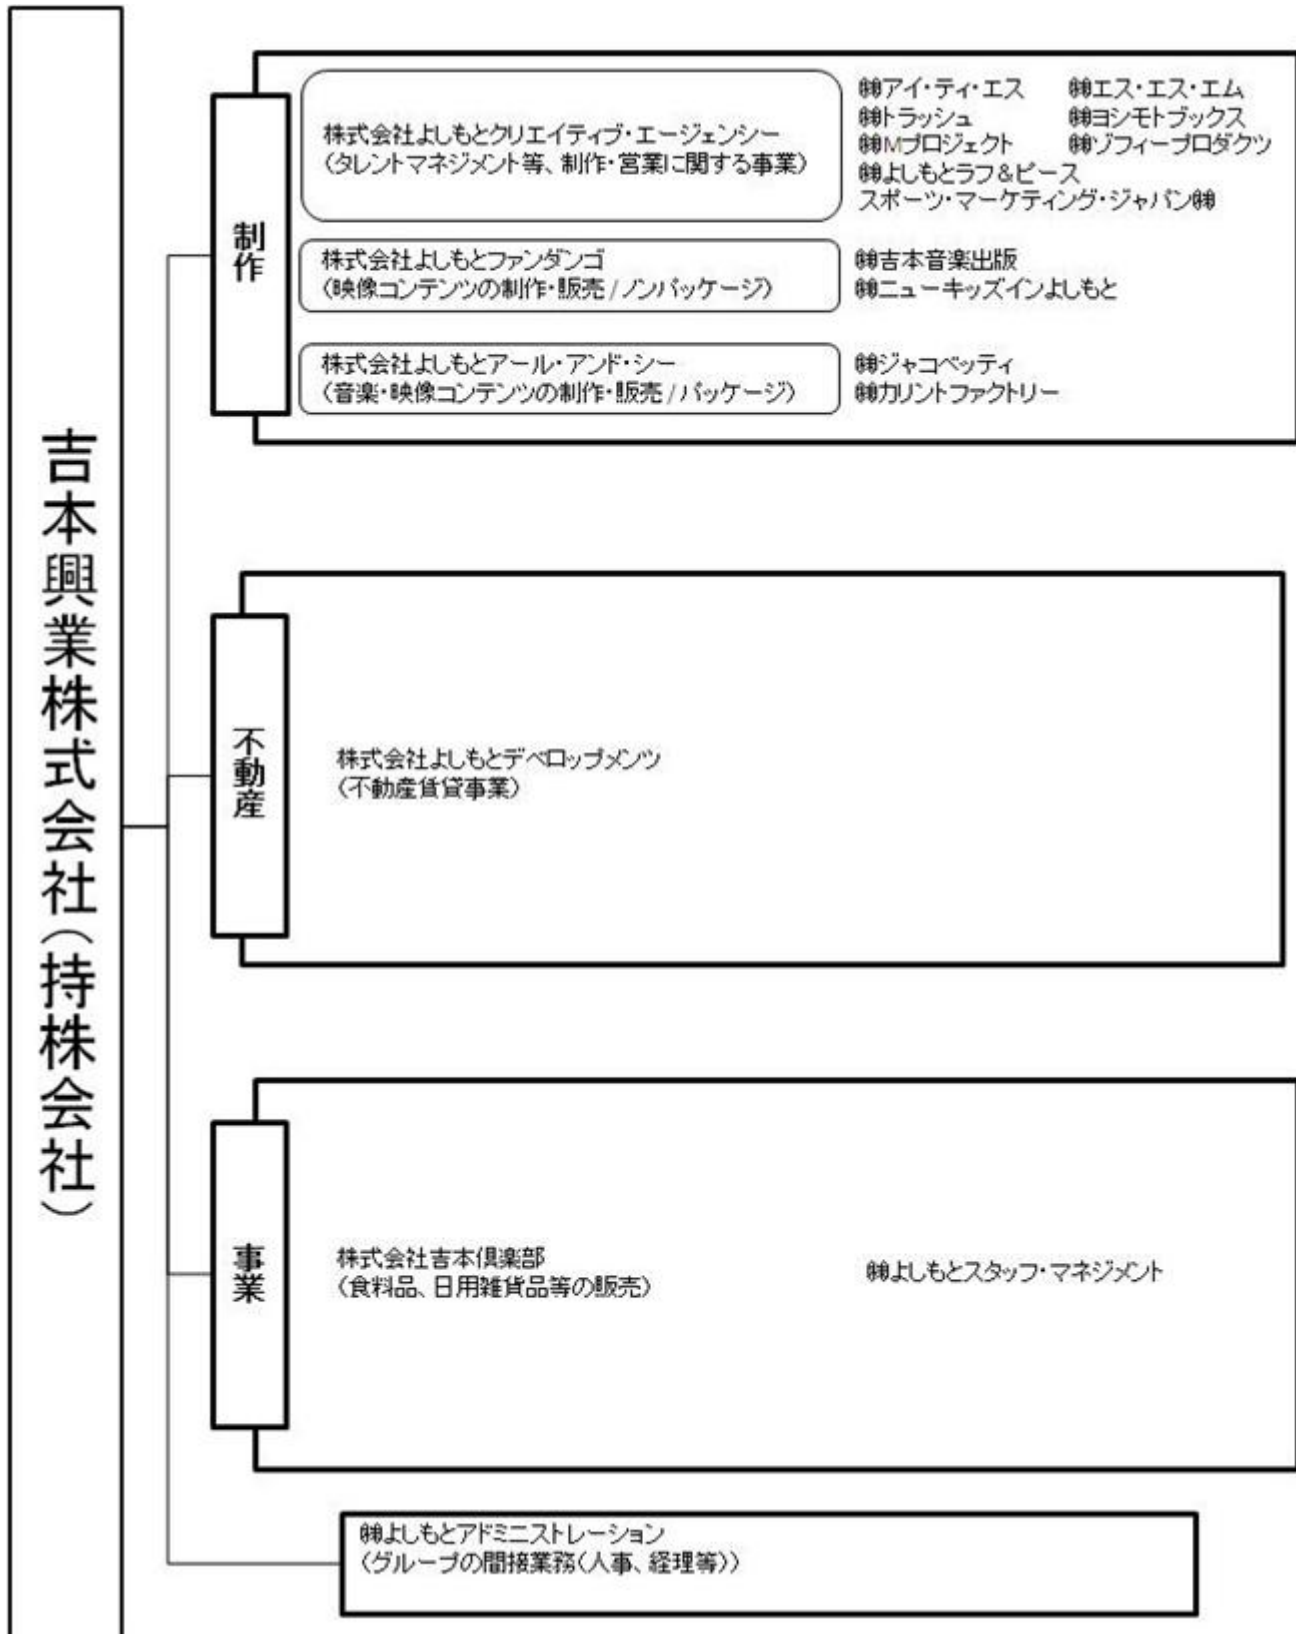 吉本興業株式会社（持株会社）
制作
株式会社よしもとクリエイティブ・エージェンシー
（タレントマネジメント等、制作・営業に関する事業）
㈱アイ・ティ・エス ㈱エス・エス・エム
㈱トラッシュ ㈱ヨシモトブックス
㈱Mプロジェクト ㈱ゾフィープロダクツ
㈱よしもとラフ＆ピース
スポーツ・マーケティング・ジャパン㈱
株式会社よしもとファンダンゴ
（映像コンテンツの制作・販売/ノンパッケージ）
㈱吉本音楽出版
㈱ニューキッズインよしもと
株式会社よしもとアール・アンド・シー
（音楽・映像コンテンツの制作・販売/パッケージ）
㈱ジャコベッティ
㈱カリントファクトリー
不動産
株式会社よしもとデベロップメンツ
（不動産賃貸事業）
事業
株式会社吉本倶楽部
（食料品、日用雑貨品等の販売）
㈱よしもとスタッフ・マネジメント
㈱よしもとアドミニストレーション
（グループの間接業務（人事、経理等））